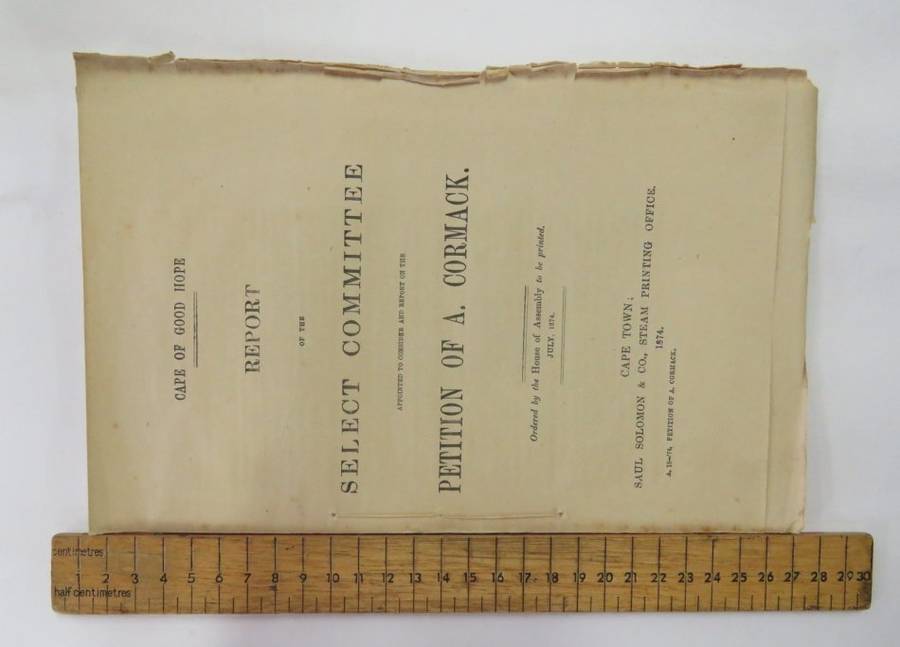 CAPE OF GOOD HOPE
REPORT
OF THE
SELECT COMMITTEE
APPOINTED TO CONSIDER AND REPORT ON THE
PETITION OF A. CORMACK.
Ordered by the House of Assembly to be printed,
JULY, 1874.
CAPE TOWN:
SAUL SOLOMON & CO., STEAM PRINTING OFFICE.
1874.
A. 15—'74. PETITION OF A. CORMACK.
centimetres
1 2 3 4 5 6 7 8 9 10 11 12 13 14 15 16 17 18 19 20 21 22 23 24 25 26 27 28 29 30
half centimetres